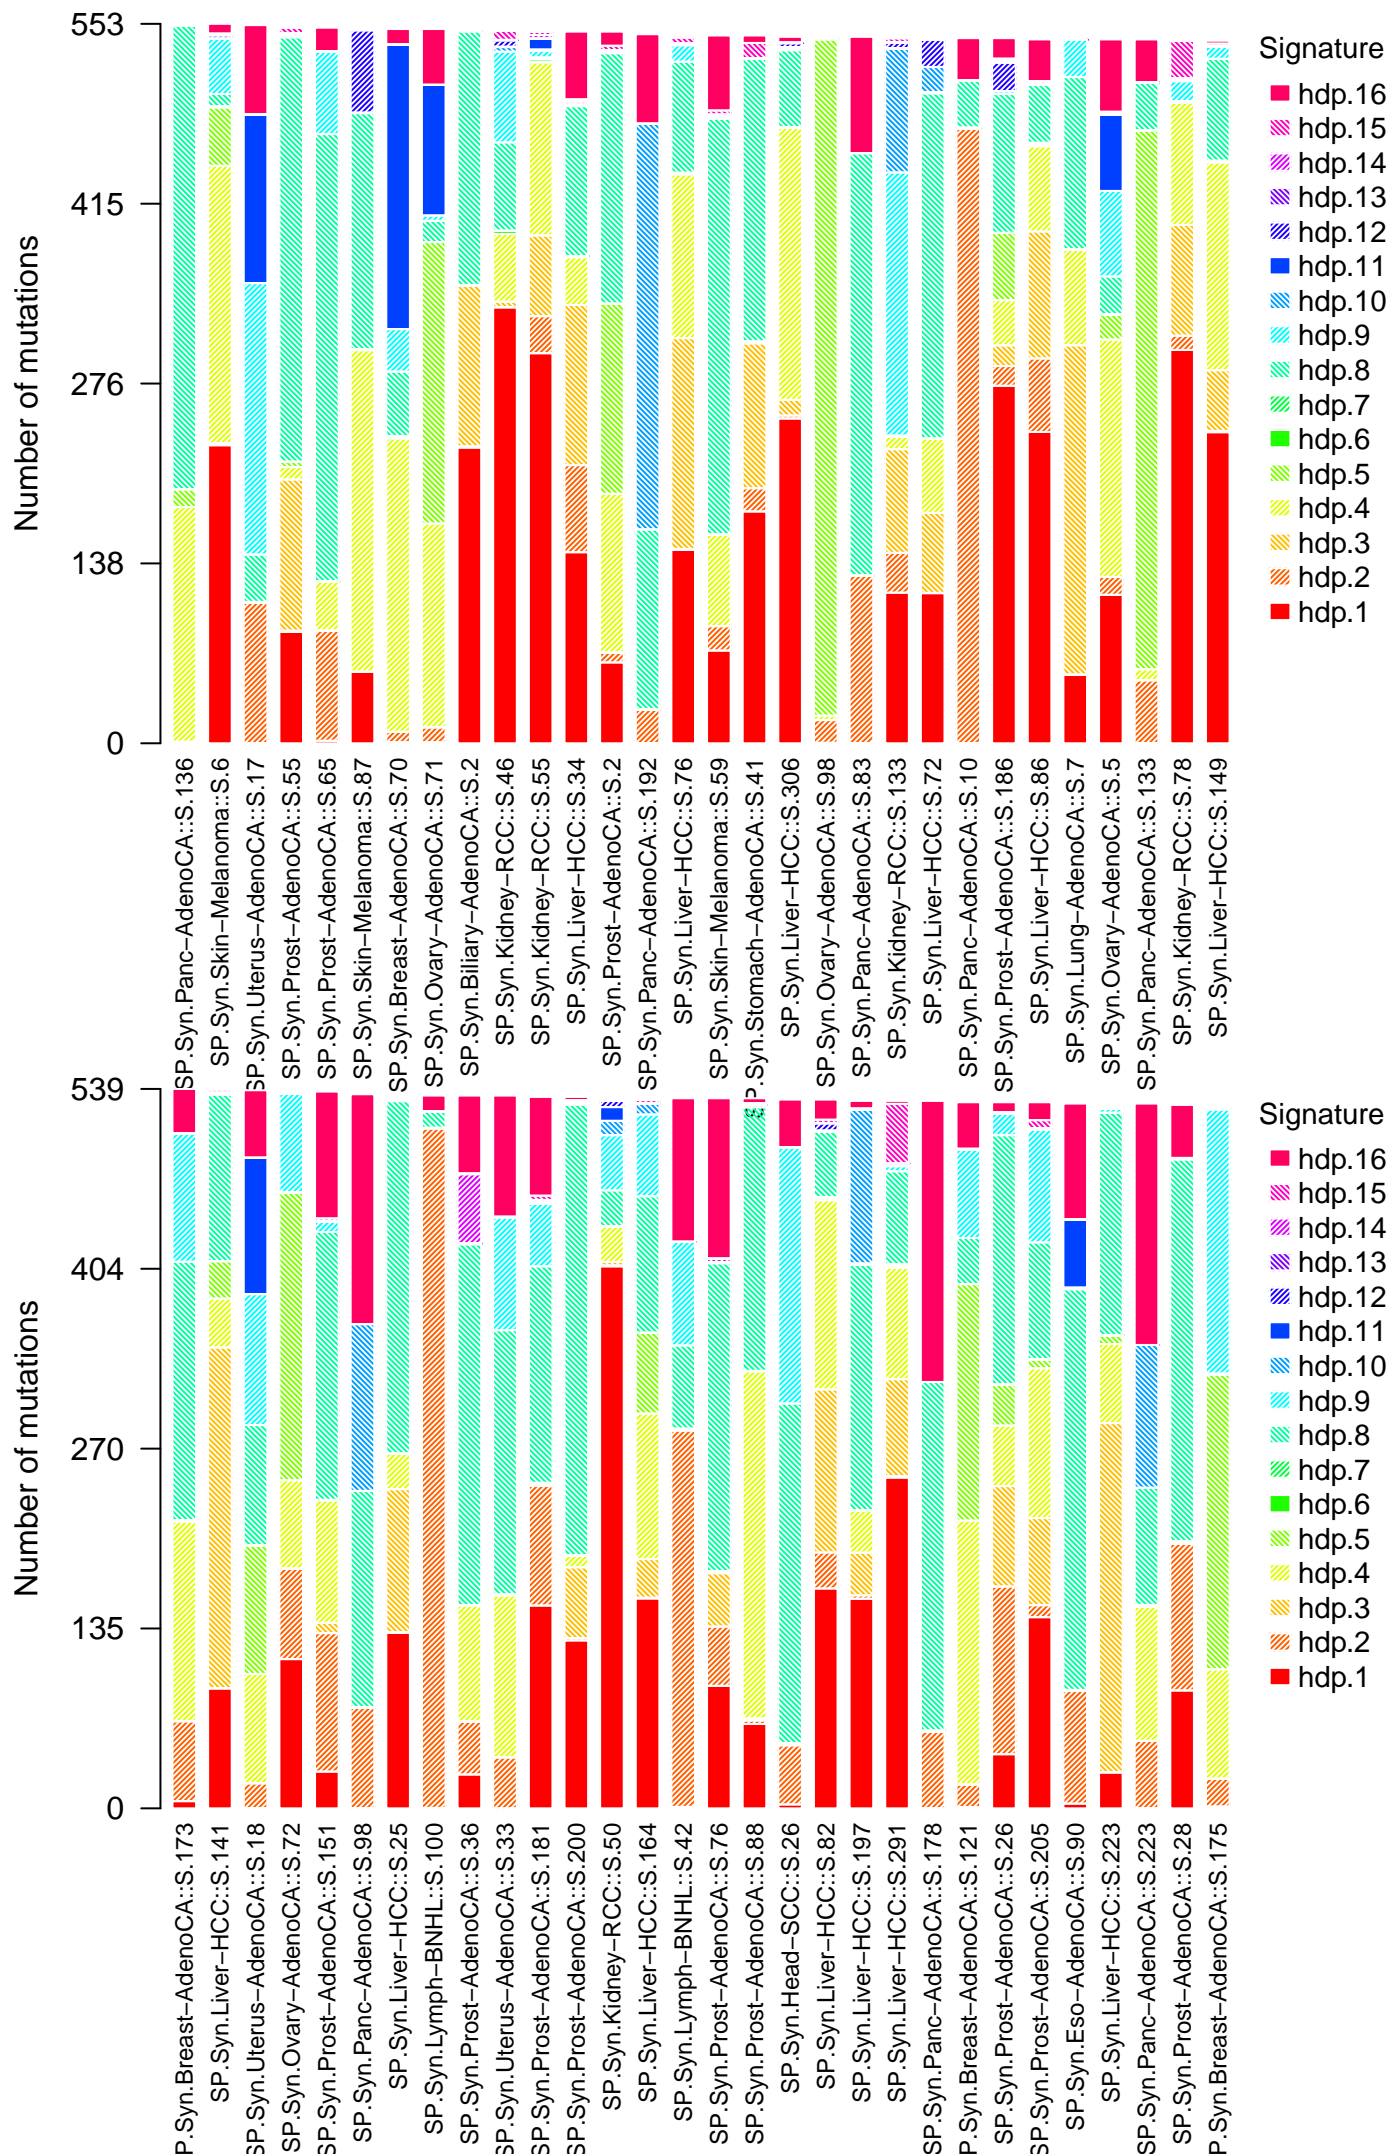 Number of mutations
553
415
276
138
0
Signature
hdp.16
hdp.15
hdp.14
hdp.13
hdp.12
hdp.11
hdp.10
hdp.9
hdp.8
hdp.7
hdp.6
hdp.5
hdp.4
hdp.3
hdp.2
hdp.1
SP.Syn.Panc−AdenoCA::S.136
SP.Syn.Skin−Melanoma::S.6
SP.Syn.Uterus−AdenoCA::S.17
SP.Syn.Prost−AdenoCA::S.55
SP.Syn.Prost−AdenoCA::S.65
SP.Syn.Skin−Melanoma::S.87
SP.Syn.Breast−AdenoCA::S.70
SP.Syn.Ovary−AdenoCA::S.71
SP.Syn.Biliary−AdenoCA::S.2
SP.Syn.Kidney−RCC::S.46
SP.Syn.Kidney−RCC::S.55
SP.Syn.Liver−HCC::S.34
SP.Syn.Prost−AdenoCA::S.2
SP.Syn.Panc−AdenoCA::S.192
SP.Syn.Liver−HCC::S.76
SP.Syn.Skin−Melanoma::S.59
P.Syn.Stomach−AdenoCA::S.41
SP.Syn.Liver−HCC::S.306
SP.Syn.Ovary−AdenoCA::S.98
SP.Syn.Panc−AdenoCA::S.83
SP.Syn.Kidney−RCC::S.133
SP.Syn.Liver−HCC::S.72
SP.Syn.Panc−AdenoCA::S.10
SP.Syn.Prost−AdenoCA::S.186
SP.Syn.Liver−HCC::S.86
SP.Syn.Lung−AdenoCA::S.7
SP.Syn.Ovary−AdenoCA::S.5
SP.Syn.Panc−AdenoCA::S.133
SP.Syn.Kidney−RCC::S.78
SP.Syn.Liver−HCC::S.149
Number of mutations
539
404
270
135
0
Signature
hdp.16
hdp.15
hdp.14
hdp.13
hdp.12
hdp.11
hdp.10
hdp.9
hdp.8
hdp.7
hdp.6
hdp.5
hdp.4
hdp.3
hdp.2
hdp.1
P.Syn.Breast−AdenoCA::S.173
SP.Syn.Liver−HCC::S.141
SP.Syn.Uterus−AdenoCA::S.18
SP.Syn.Ovary−AdenoCA::S.72
SP.Syn.Prost−AdenoCA::S.151
SP.Syn.Panc−AdenoCA::S.98
SP.Syn.Liver−HCC::S.25
SP.Syn.Lymph−BNHL::S.100
SP.Syn.Prost−AdenoCA::S.36
SP.Syn.Uterus−AdenoCA::S.33
SP.Syn.Prost−AdenoCA::S.181
SP.Syn.Prost−AdenoCA::S.200
SP.Syn.Kidney−RCC::S.50
SP.Syn.Liver−HCC::S.164
SP.Syn.Lymph−BNHL::S.42
SP.Syn.Prost−AdenoCA::S.76
SP.Syn.Prost−AdenoCA::S.88
SP.Syn.Head−SCC::S.26
SP.Syn.Liver−HCC::S.82
SP.Syn.Liver−HCC::S.197
SP.Syn.Liver−HCC::S.291
SP.Syn.Panc−AdenoCA::S.178
SP.Syn.Breast−AdenoCA::S.121
SP.Syn.Prost−AdenoCA::S.26
SP.Syn.Prost−AdenoCA::S.205
SP.Syn.Eso−AdenoCA::S.90
SP.Syn.Liver−HCC::S.223
SP.Syn.Panc−AdenoCA::S.223
SP.Syn.Prost−AdenoCA::S.28
SP.Syn.Breast−AdenoCA::S.175